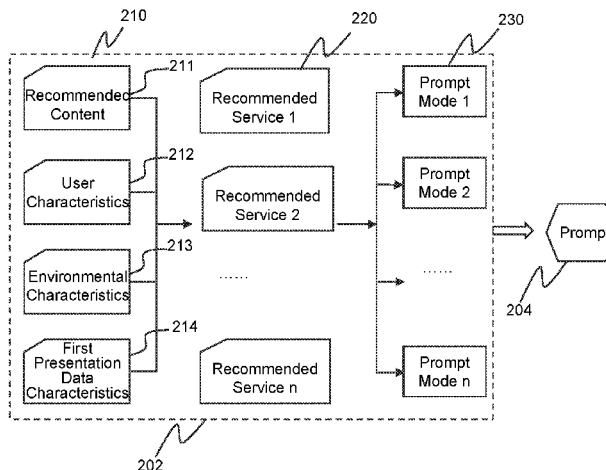 210
220
230
211
Recommended
Content
Recommended
Service 1
Prompt
Mode 1
212
User
Characteristics
Recommended
Service 2
Prompt
Mode 2
213
Environmental
Characteristics
......
......
Prompt
204
214
First
Presentation
Data
Characteristics
Recommended
Service n
Prompt
Mode n
202